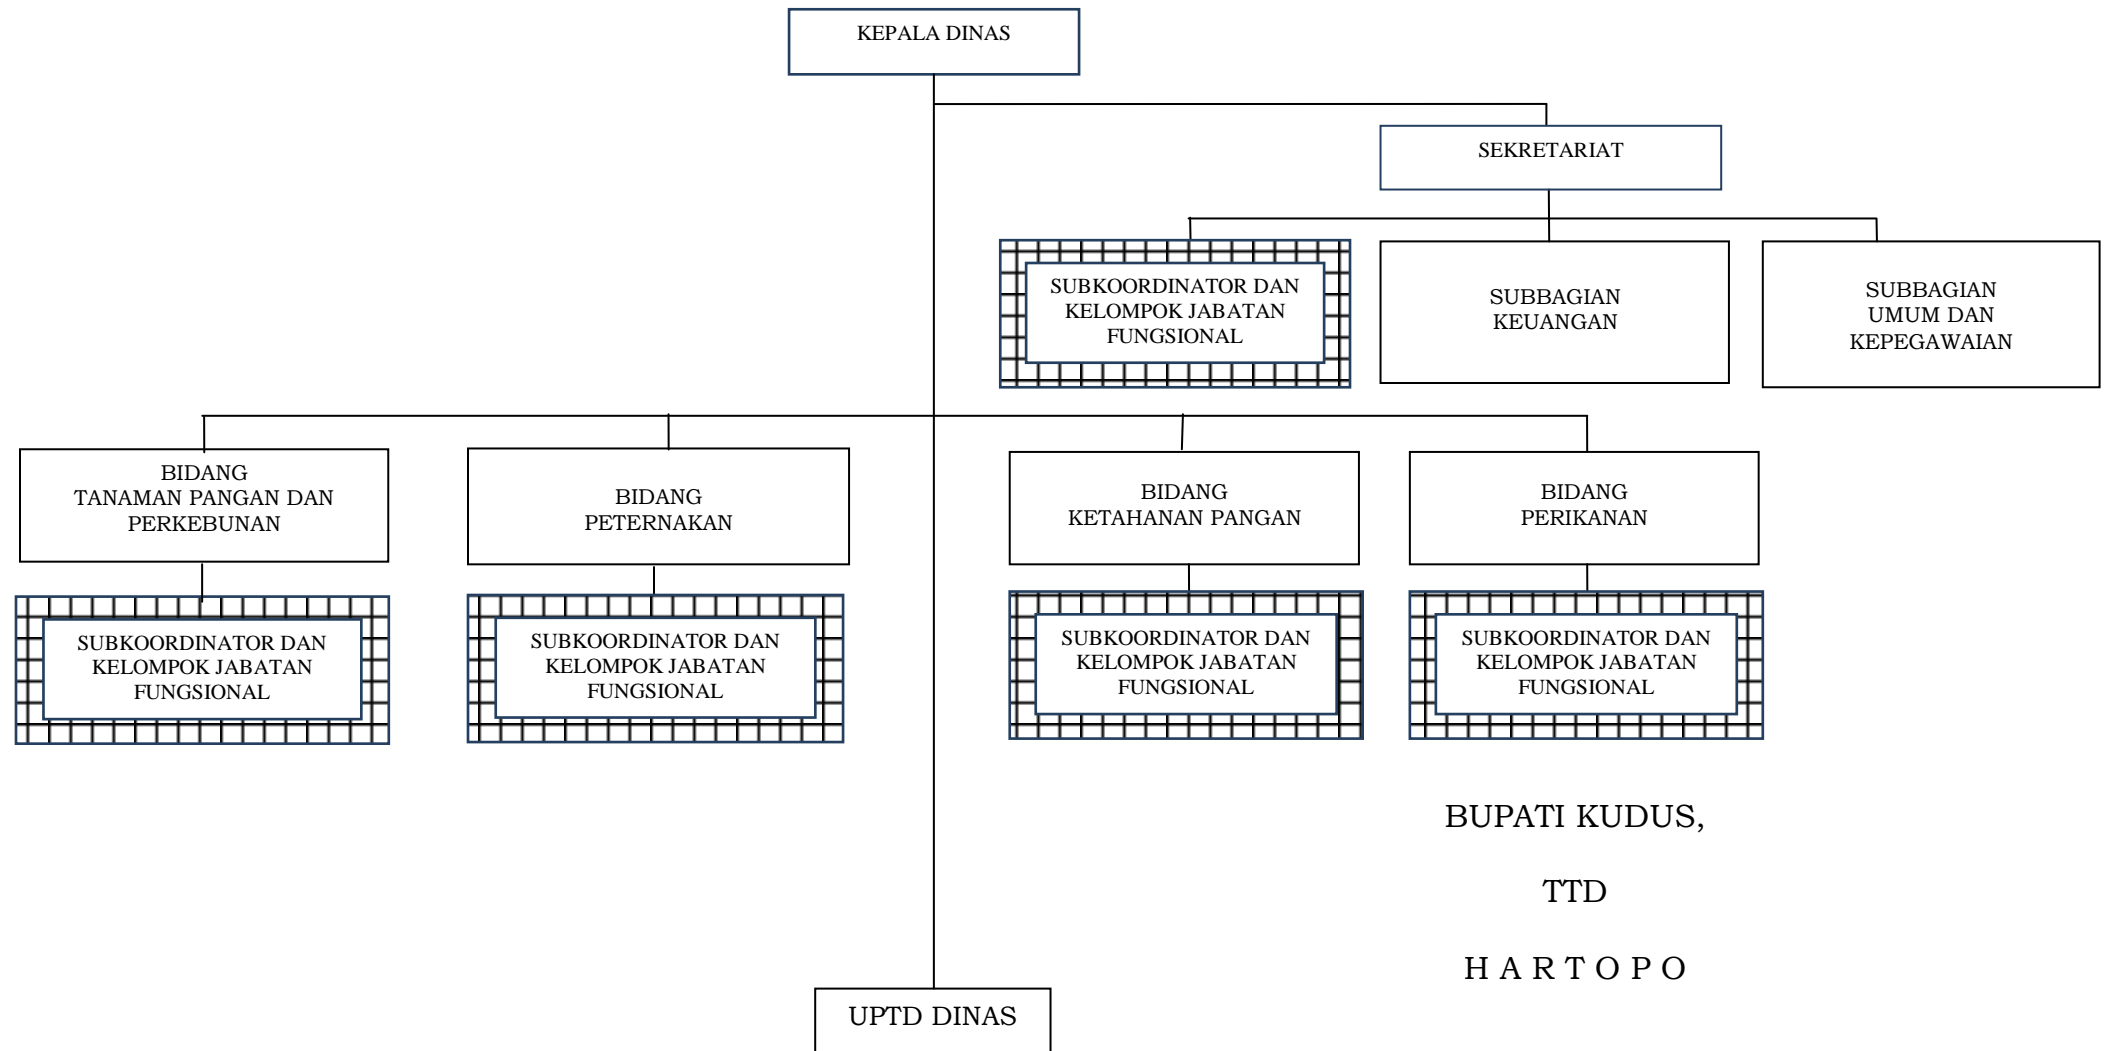 KEPALA DINAS
SEKRETARIAT
SUBKOORDINATOR DAN
KELOMPOK JABATAN
FUNGSIONAL
SUBBAGIAN
KEUANGAN
SUBBAGIAN
UMUM DAN
KEPEGAWAIAN
BIDANG
TANAMAN PANGAN DAN
PERKEBUNAN
BIDANG
PETERNAKAN
BIDANG
KETAHANAN PANGAN
BIDANG
PERIKANAN
SUBKOORDINATOR DAN
KELOMPOK JABATAN
FUNGSIONAL
SUBKOORDINATOR DAN
KELOMPOK JABATAN
FUNGSIONAL
SUBKOORDINATOR DAN
KELOMPOK JABATAN
FUNGSIONAL
SUBKOORDINATOR DAN
KELOMPOK JABATAN
FUNGSIONAL
BUPATI KUDUS,
TTD
H A R T O P O
UPTD DINAS